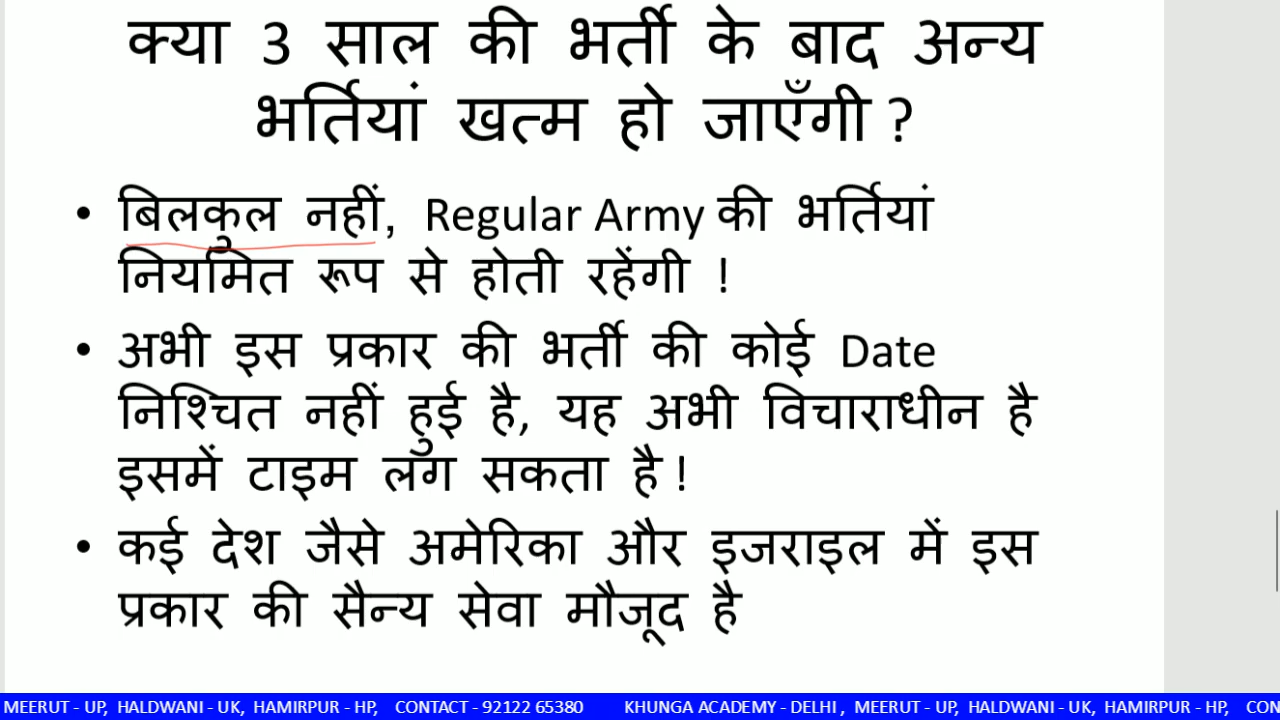 क्या 3 साल की भर्ती के बाद अन्य
भर्तियां खत्म हो जाएँगी ?
• बिलकुल नहीं, Regular Army की भर्तियां
नियमित रूप से होती रहेंगी !
• अभी इस प्रकार की भर्ती की कोई Date
निश्चित नहीं हुई है, यह अभी विचाराधीन है
इसमें टाइम लग सकता है !
• कई देश जैसे अमेरिका और इजराइल में इस
प्रकार की सैन्य सेवा मौजूद है
MEERUT - UP, HALDWANI - UK, HAMIRPUR - HP, CONTACT - 92122 65380 KHUNGA ACADEMY - DELHI , MEERUT - UP, HALDWANI - UK, HAMIRPUR - HP, CON